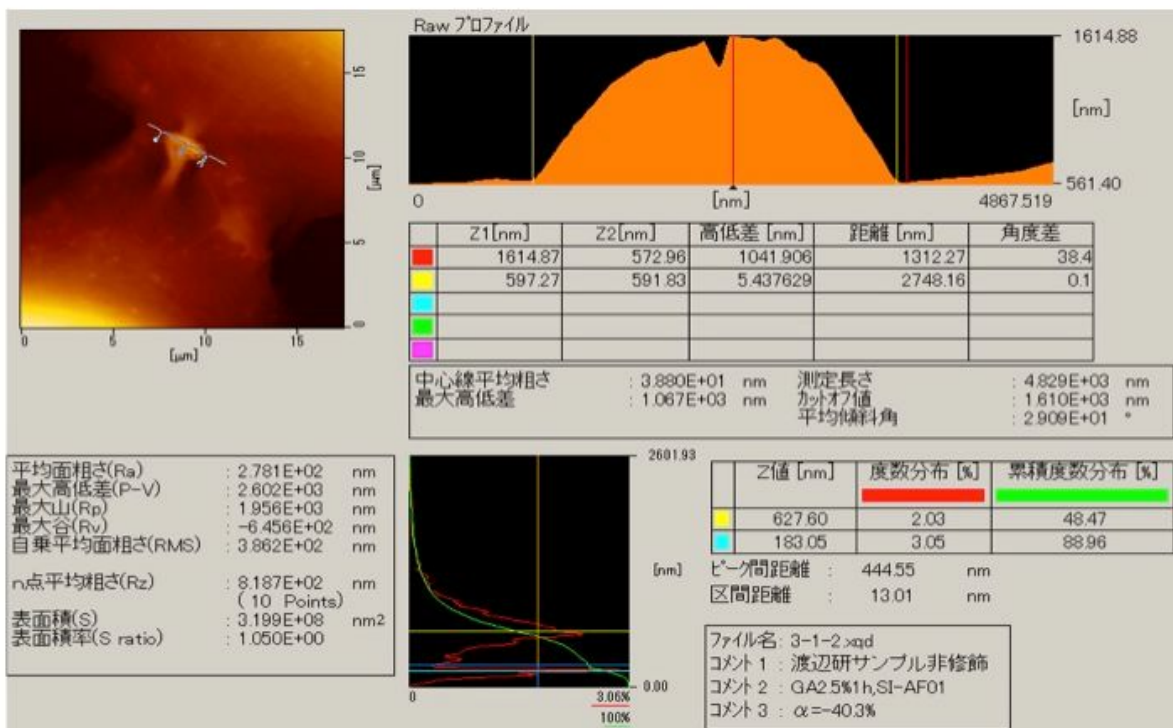 Raw プロファイル
15
10
5
0
[μm]
0 5 10 15
[μm]
1614.88
[nm]
561.40
0 [nm] 4867.519
Z1[nm] Z2[nm] 高低差 [nm] 距離 [nm] 角度差
1614.87 572.96 1041.906 1312.27 38.4
597.27 591.83 5.437629 2748.16 0.1
中心線平均粗さ : 3.880E+01 nm 測定長さ : 4.829E+03 nm
最大高低差 : 1.067E+03 nm カットオフ値 : 1.610E+03 nm
平均傾斜角 : 2.909E+01 °
平均面粗さ(Ra) : 2.781E+02 nm
最大高低差(P-V) : 2.602E+03 nm
最大山(Rp) : 1.956E+03 nm
最大谷(Rv) : -6.456E+02 nm
自乗平均面粗さ(RMS) : 3.862E+02 nm
n点平均粗さ(Rz) : 8.187E+02 nm
( 10 Points)
表面積(S) : 3.199E+08 nm2
表面積率(S ratio) : 1.050E+00
2601.93
[nm]
0.00
0 3.06%
100%
Z値 [nm] 度数分布 [%] 累積度数分布 [%]
627.60 2.03 48.47
183.05 3.05 88.96
ピーク間距離 : 444.55 nm
区間距離 : 13.01 nm
ファイル名: 3-1-2.xqd
コメント 1 : 渡辺研サンプル非修飾
コメント 2 : GA2.5%1h,SI-AF01
コメント 3 : α=-40.3%